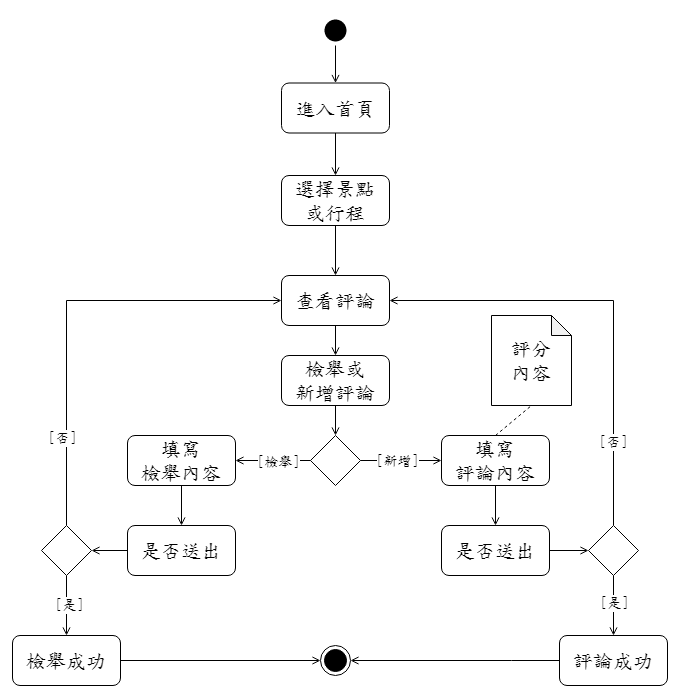 進入首頁
選擇景點
或行程
查看評論
評分
內容
檢舉或
新增評論
[否]
[否]
填寫
檢舉內容
[檢舉]
[新增]
填寫
評論內容
是否送出
是否送出
[是]
[是]
檢舉成功
評論成功